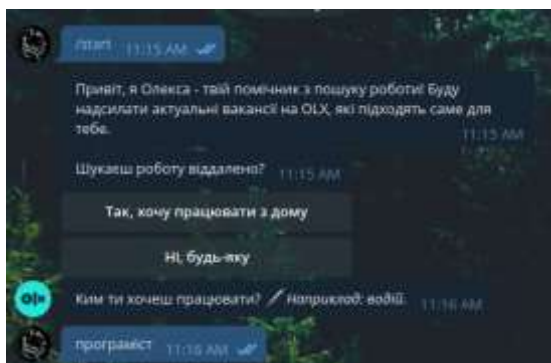 /start 11:15 AM
Привіт, я Олекса - твій помічник з пошуку роботи! Буду
надсилати актуальні вакансії на OLX, які підходять саме для
тебе.
11:15 AM
Шукаєш роботу віддалено? 11:15 AM
Так, хочу працювати з дому
Ні, будь-яку
Ким ти хочеш працювати? Наприклад: водій. 11:16 AM
програміст 11:16 AM